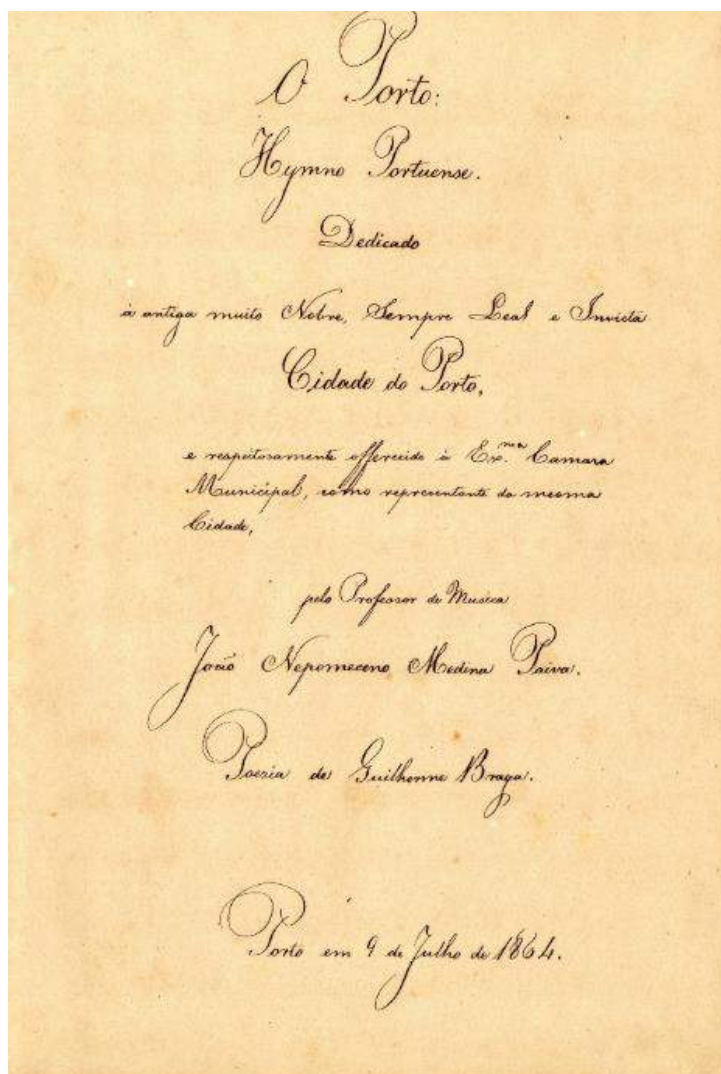 O Porto:
Hymno Portuense.
Dedicado
à antiga muito Nobre, Sempre Leal e Invicta
Cidade do Porto,
e respeitosamente offerecido à Ex.ma Camara
Municipal, como representante da mesma
Cidade,
pelo Professor de Musica
João Nepomeceno Medina Paiva.
Poesia de Guilherme Braga.
Porto em 9 de Julho de 1864.